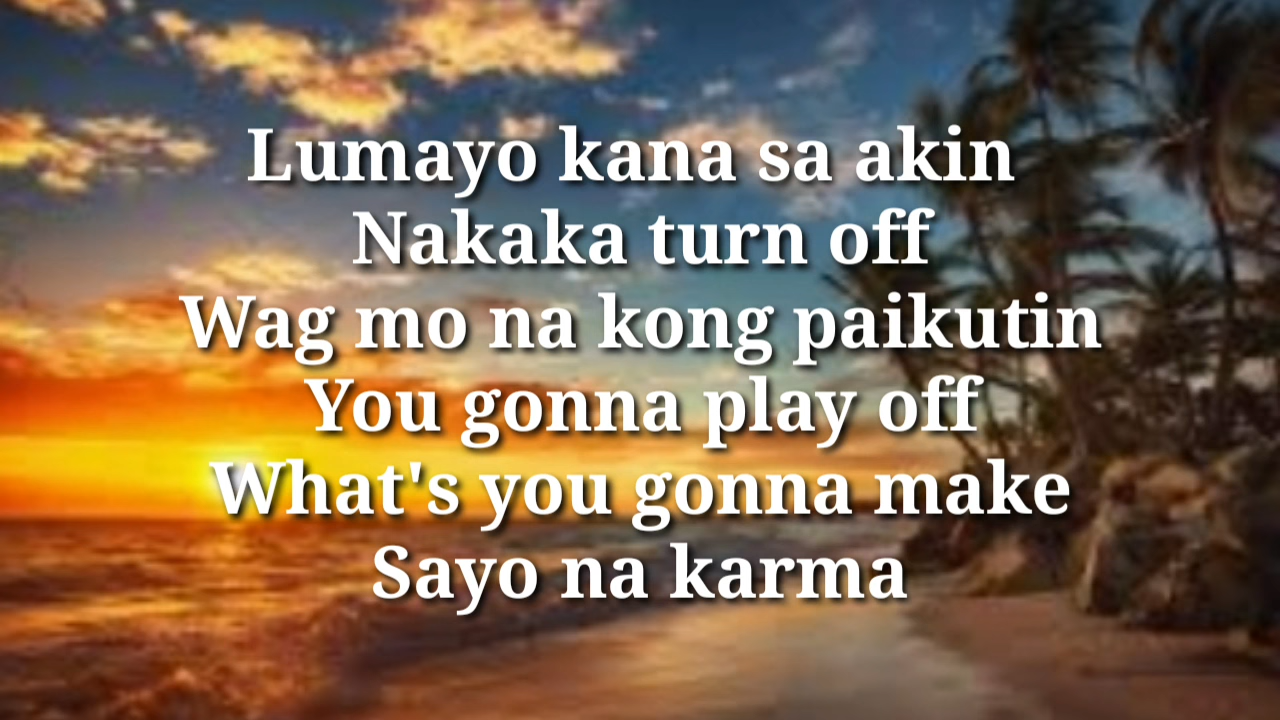 Lumayo kana sa akin
Nakaka turn off
Wag mo na kong paikutin
You gonna play off
What's you gonna make
Sayo na karma